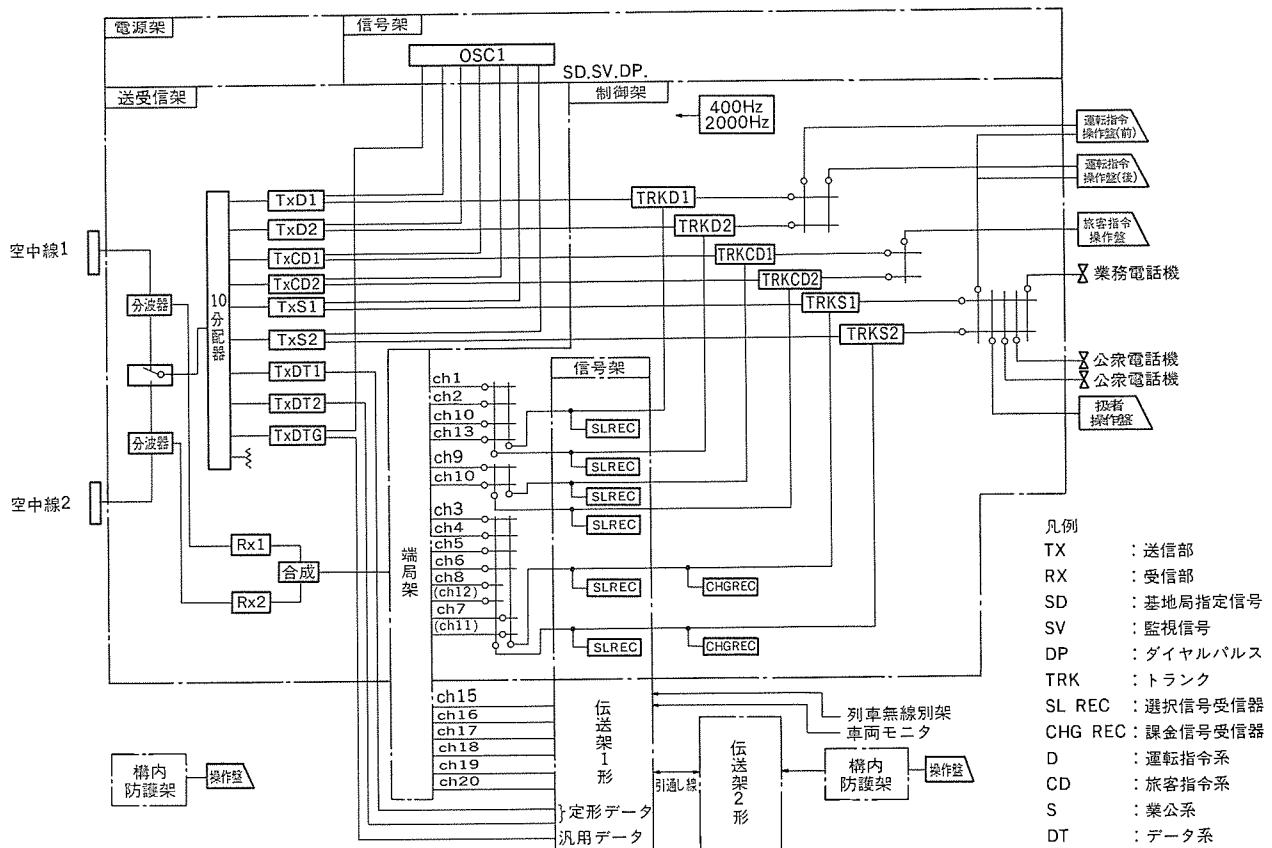 電源架
信号架
OSC1
SD.SV.DP.
送受信架
制御架
400Hz
2000Hz
運転指令
操作盤(前)
運転指令
操作盤(後)
旅客指令
操作盤
業務電話機
公衆電話機
公衆電話機
扱者
操作盤
空中線1
空中線2
分波器
分波器
10分配器
TxD1
TxD2
TxCD1
TxCD2
TxS1
TxS2
TxDT1
TxDT2
TxDTG
TRKD1
TRKD2
TRKCD1
TRKCD2
TRKS1
TRKS2
Rx1
Rx2
合成
端局架
信号架
ch1
ch2
ch10
ch13
ch9
ch10
ch3
ch4
ch5
ch6
ch8
(ch12)
ch7
(ch11)
SLREC
SLREC
SLREC
SLREC
SLREC
CHGREC
SLREC
CHGREC
ch15
ch16
ch17
ch18
ch19
ch20
伝送架1形
}定形データ
汎用データ
列車無線別架
車両モニタ
引通し線
伝送架2形
構内
防護架
操作盤
構内
防護架
操作盤
凡例
TX :送信部
RX :受信部
SD :基地局指定信号
SV :監視信号
DP :ダイヤルパルス
TRK :トランク
SL REC :選択信号受信器
CHG REC :課金信号受信器
D :運転指令系
CD :旅客指令系
S :業公系
DT :データ系